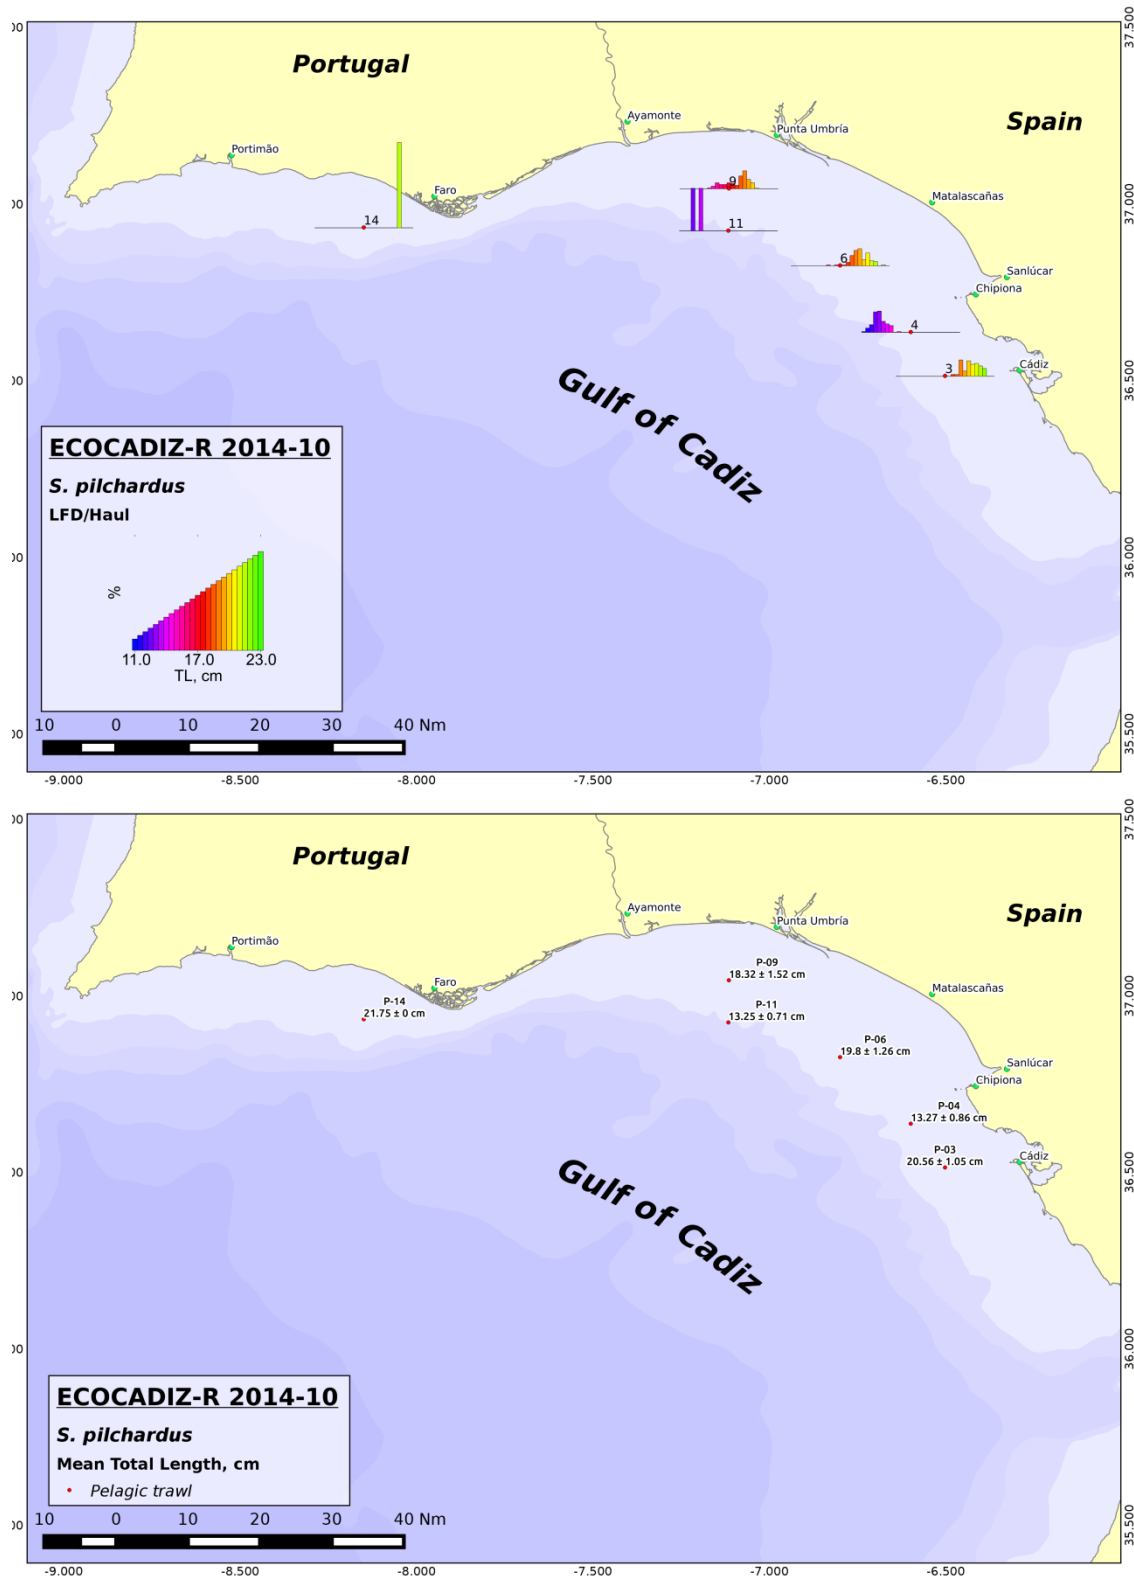 37.500
Portugal
Spain
Ayamonte
Punta Umbría
Portimão
Faro
9
Matalascañas
37.000
14
11
6
Sanlúcar
Chipiona
4
3
Cádiz
36.500
Gulf of Cadiz
ECOCADIZ-R 2014-10
S. pilchardus
LFD/Haul
36.000
%
11.0 17.0 23.0
TL, cm
10 0 10 20 30 40 Nm
35.500
-9.000 -8.500 -8.000 -7.500 -7.000 -6.500
37.500
Portugal
Spain
Ayamonte
Punta Umbría
Portimão
P-09
18.32 ± 1.52 cm
Faro
Matalascañas
37.000
P-14
21.75 ± 0 cm
P-11
13.25 ± 0.71 cm
P-06
19.8 ± 1.26 cm
Sanlúcar
Chipiona
P-04
13.27 ± 0.86 cm
P-03
20.56 ± 1.05 cm
Cádiz
36.500
Gulf of Cadiz
36.000
ECOCADIZ-R 2014-10
S. pilchardus
Mean Total Length, cm
Pelagic trawl
10 0 10 20 30 40 Nm
35.500
-9.000 -8.500 -8.000 -7.500 -7.000 -6.500